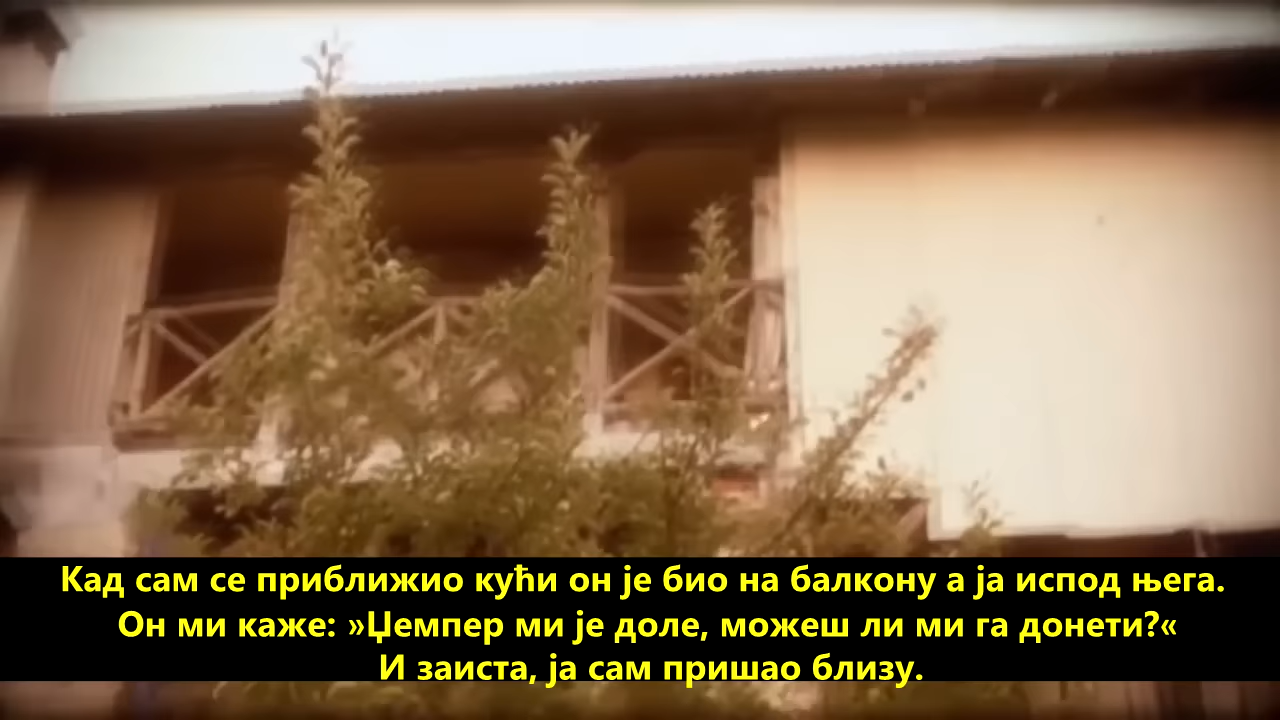 Кад сам се приближио кући он је био на балкону а ја испод њега.
Он ми каже: »Џемпер ми је доле, можеш ли ми га донети?«
И заиста, ја сам пришао близу.